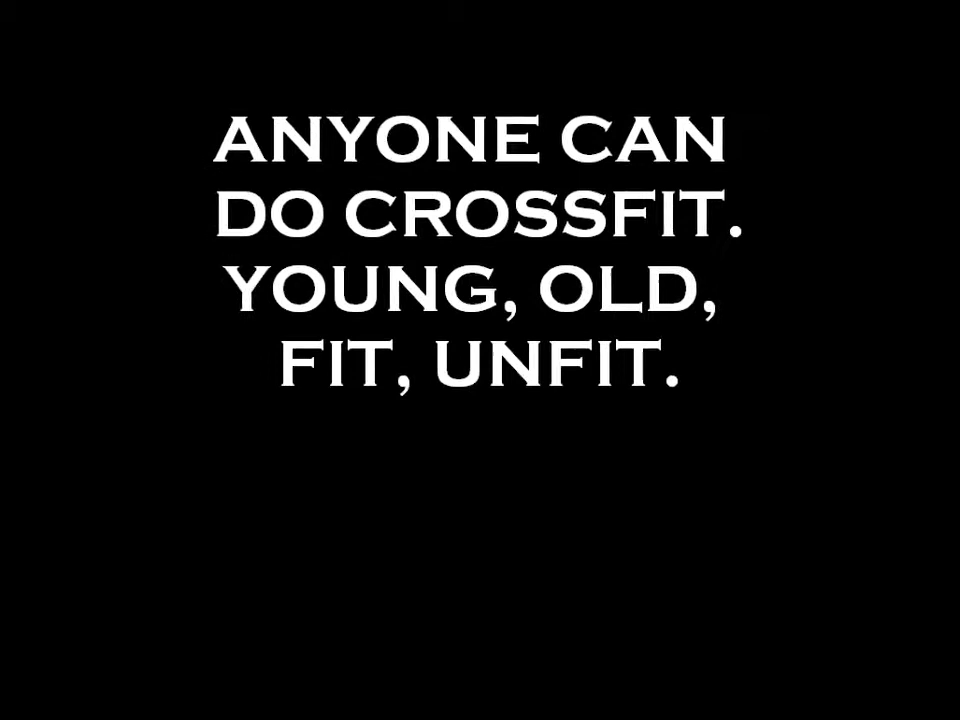 ANYONE CAN
DO CROSSFIT.
YOUNG, OLD,
FIT, UNFIT.